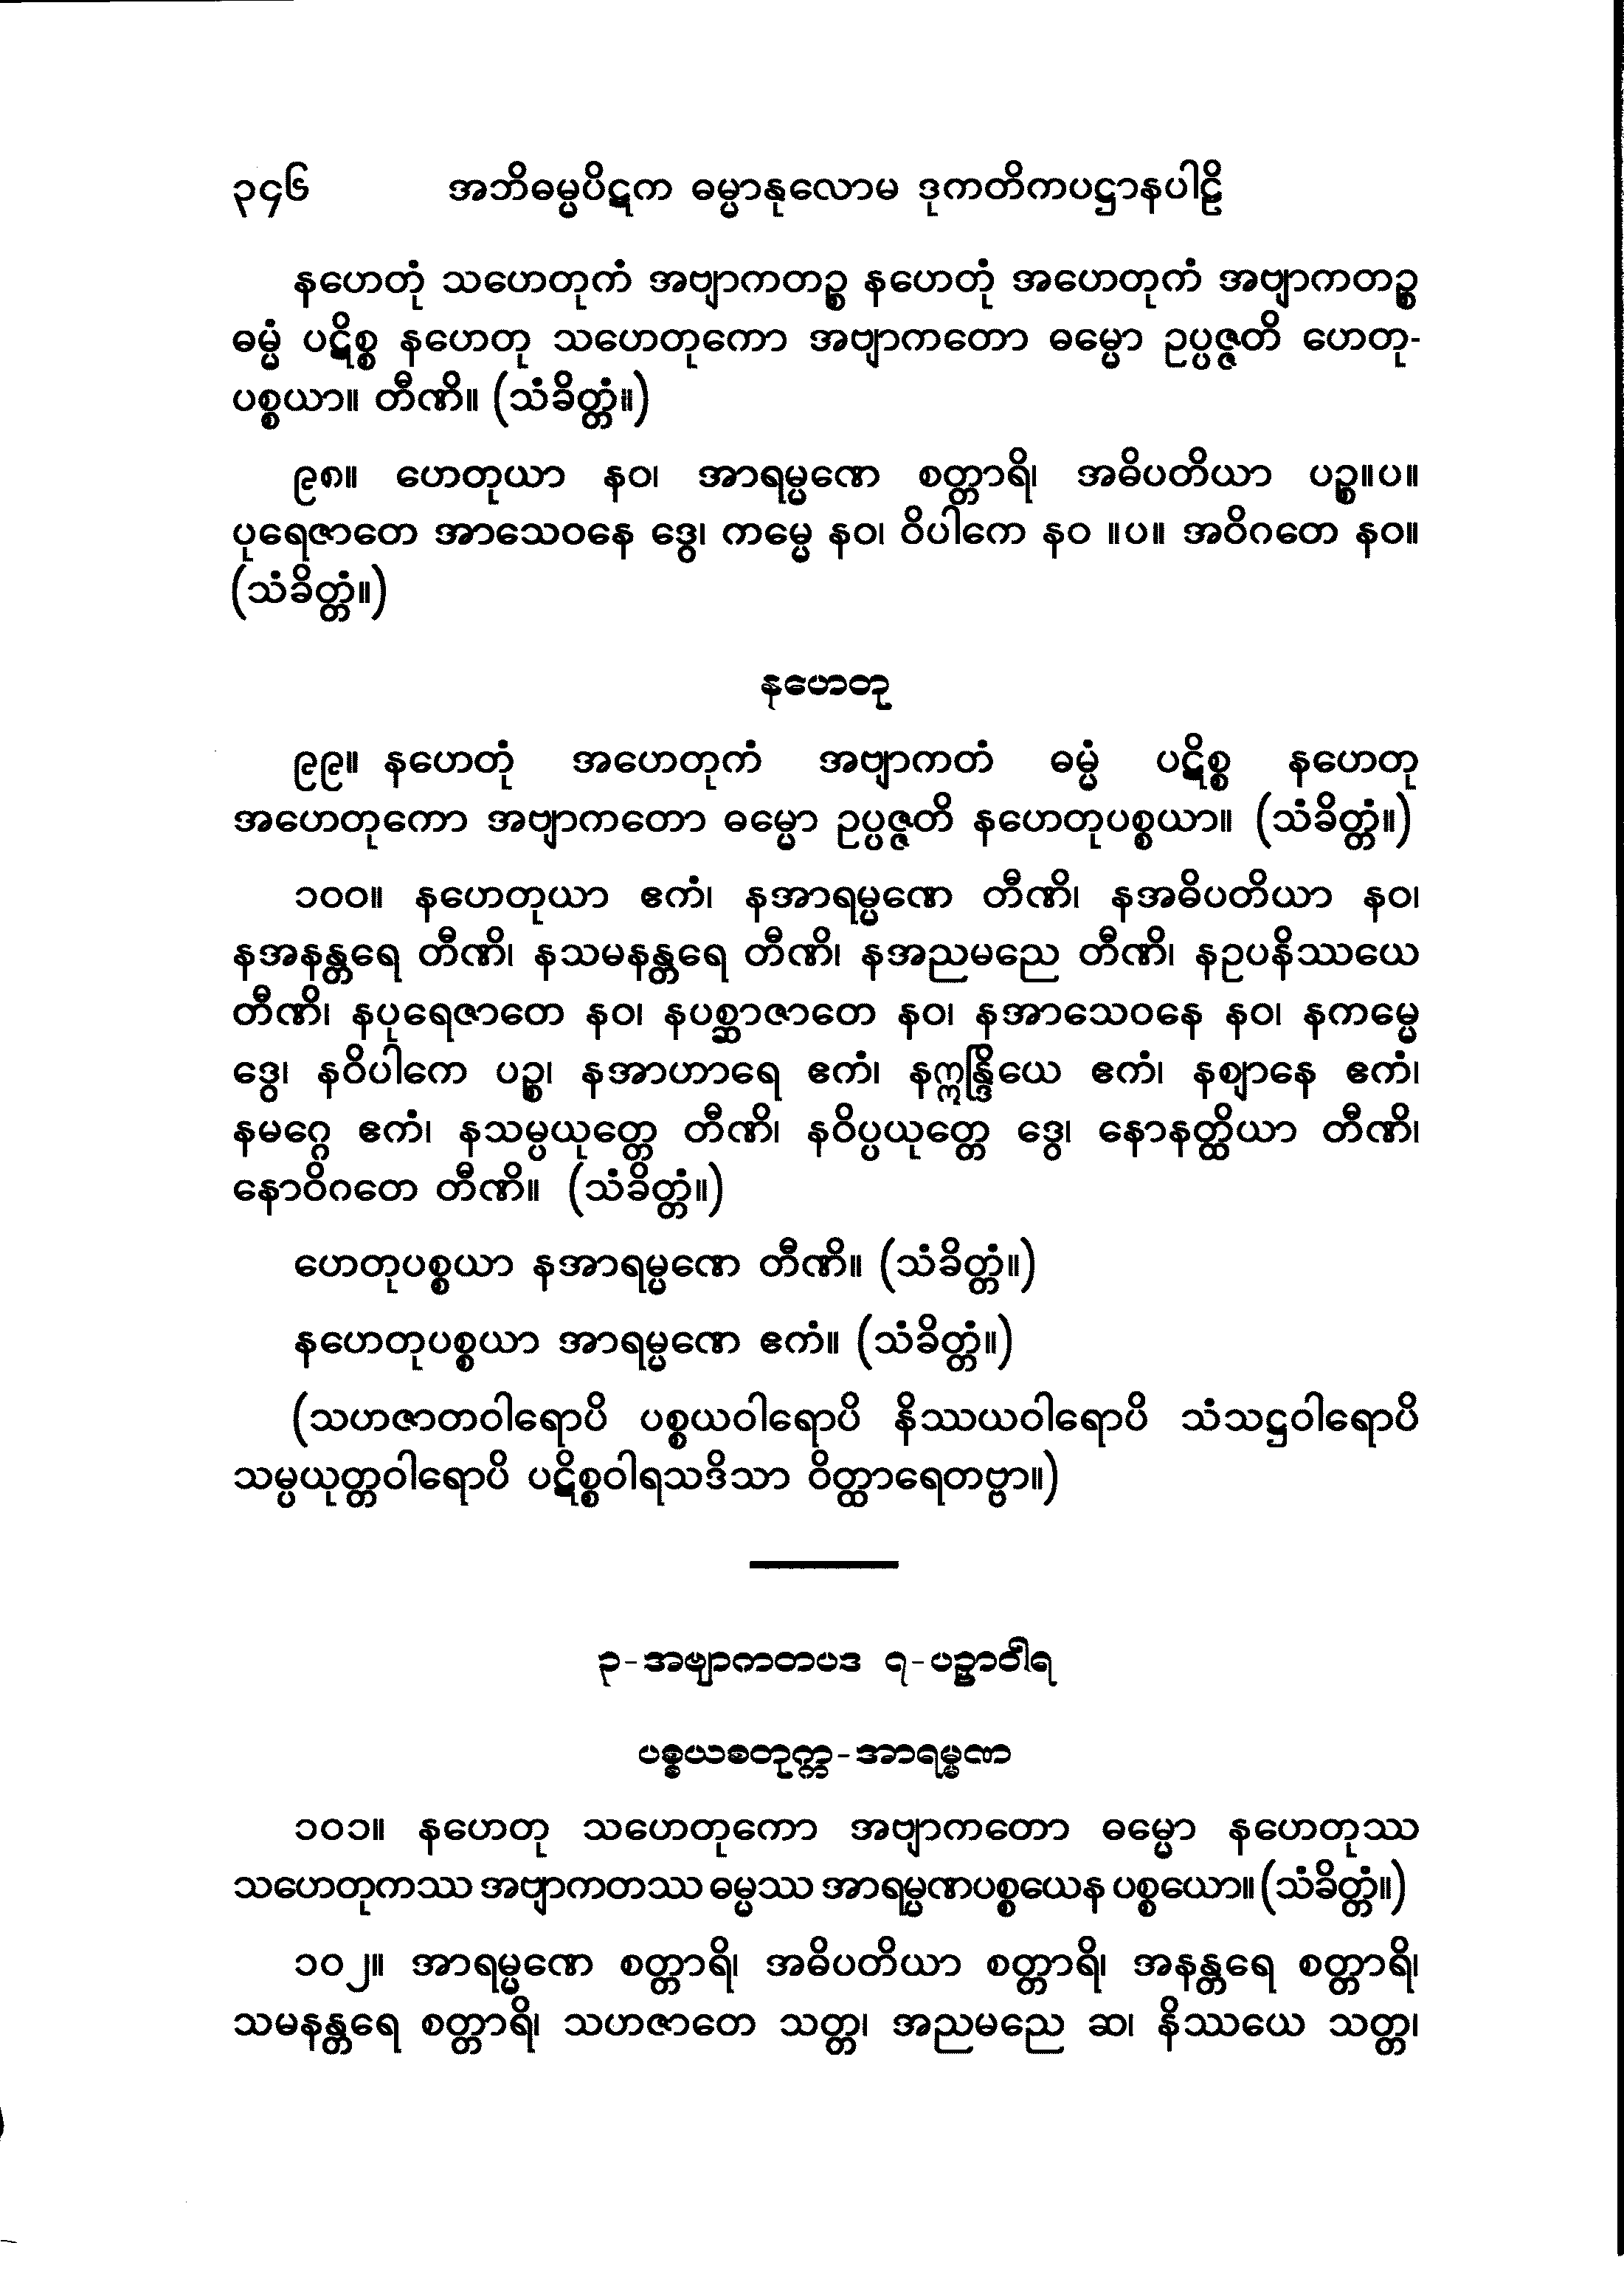 ၃၄၆ အဘိဓမ္မပိဋက ဓမ္မာနုလောမ ဒုကတိကပဋ္ဌာနပါဠိ
နဟေတုံ သဟေတုကံ အဗျာကတဉ္စ နဟေတုံ အဟေတုကံ အဗျာကတဉ္စ
ဓမ္မံ ပဋိစ္စ နဟေတု သဟေတုကော အဗျာကတော ဓမ္မော ဥပ္ပဇ္ဇတိ ဟေတု-
ပစ္စယာ။ တီဏိ။ (သံခိတ္တံ။)
၉၈။ ဟေတုယာ နဝ၊ အာရမ္မဏေ စတ္တာရိ၊ အဓိပတိယာ ပဉ္စ။ပ။
ပုရေဇာတေ အာသေဝနေ ဒွေ၊ ကမ္မေ နဝ၊ ဝိပါကေ နဝ ။ပ။ အဝိဂတေ နဝ။
(သံခိတ္တံ။)
နဟေတု
၉၉။ နဟေတုံ အဟေတုကံ အဗျာကတံ ဓမ္မံ ပဋိစ္စ နဟေတု
အဟေတုကော အဗျာကတော ဓမ္မော ဥပ္ပဇ္ဇတိ နဟေတုပစ္စယာ။ (သံခိတ္တံ။)
၁၀၀။ နဟေတုယာ ဧကံ၊ နအာရမ္မဏေ တီဏိ၊ နအဓိပတိယာ နဝ၊
နအနန္တရေ တီဏိ၊ နသမနန္တရေ တီဏိ၊ နအညမညေ တီဏိ၊ နဥပနိဿယေ
တီဏိ၊ နပုရေဇာတေ နဝ၊ နပစ္ဆာဇာတေ နဝ၊ နအာသေဝနေ နဝ၊ နကမ္မေ
ဒွေ၊ နဝိပါကေ ပဉ္စ၊ နအာဟာရေ ဧကံ၊ နဣန္ဒြိယေ ဧကံ၊ နဈာနေ ဧကံ၊
နမဂ္ဂေ ဧကံ၊ နသမ္ပယုတ္တေ တီဏိ၊ နဝိပ္ပယုတ္တေ ဒွေ၊ နောနတ္ထိယာ တီဏိ၊
နောဝိဂတေ တီဏိ။ (သံခိတ္တံ။)
ဟေတုပစ္စယာ နအာရမ္မဏေ တီဏိ။ (သံခိတ္တံ။)
နဟေတုပစ္စယာ အာရမ္မဏေ ဧကံ။ (သံခိတ္တံ။)
(သဟဇာတဝါရောပိ ပစ္စယဝါရောပိ နိဿယဝါရောပိ သံသဋ္ဌဝါရောပိ
သမ္ပယုတ္တဝါရောပိ ပဋိစ္စဝါရသဒိသာ ဝိတ္ထာရေတဗ္ဗာ။)
၃-အဗျာကတပဒ ၇-ပဉှာဝါရ
ပစ္စယစတုက္က-အာရမ္မဏ
၁၀၁။ နဟေတု သဟေတုကော အဗျာကတော ဓမ္မော နဟေတုဿ
သဟေတုကဿ အဗျာကတဿ ဓမ္မဿ အာရမ္မဏပစ္စယေန ပစ္စယော။ (သံခိတ္တံ။)
၁၀၂။ အာရမ္မဏေ စတ္တာရိ၊ အဓိပတိယာ စတ္တာရိ၊ အနန္တရေ စတ္တာရိ၊
သမနန္တရေ စတ္တာရိ၊ သဟဇာတေ သတ္တ၊ အညမညေ ဆ၊ နိဿယေ သတ္တ၊